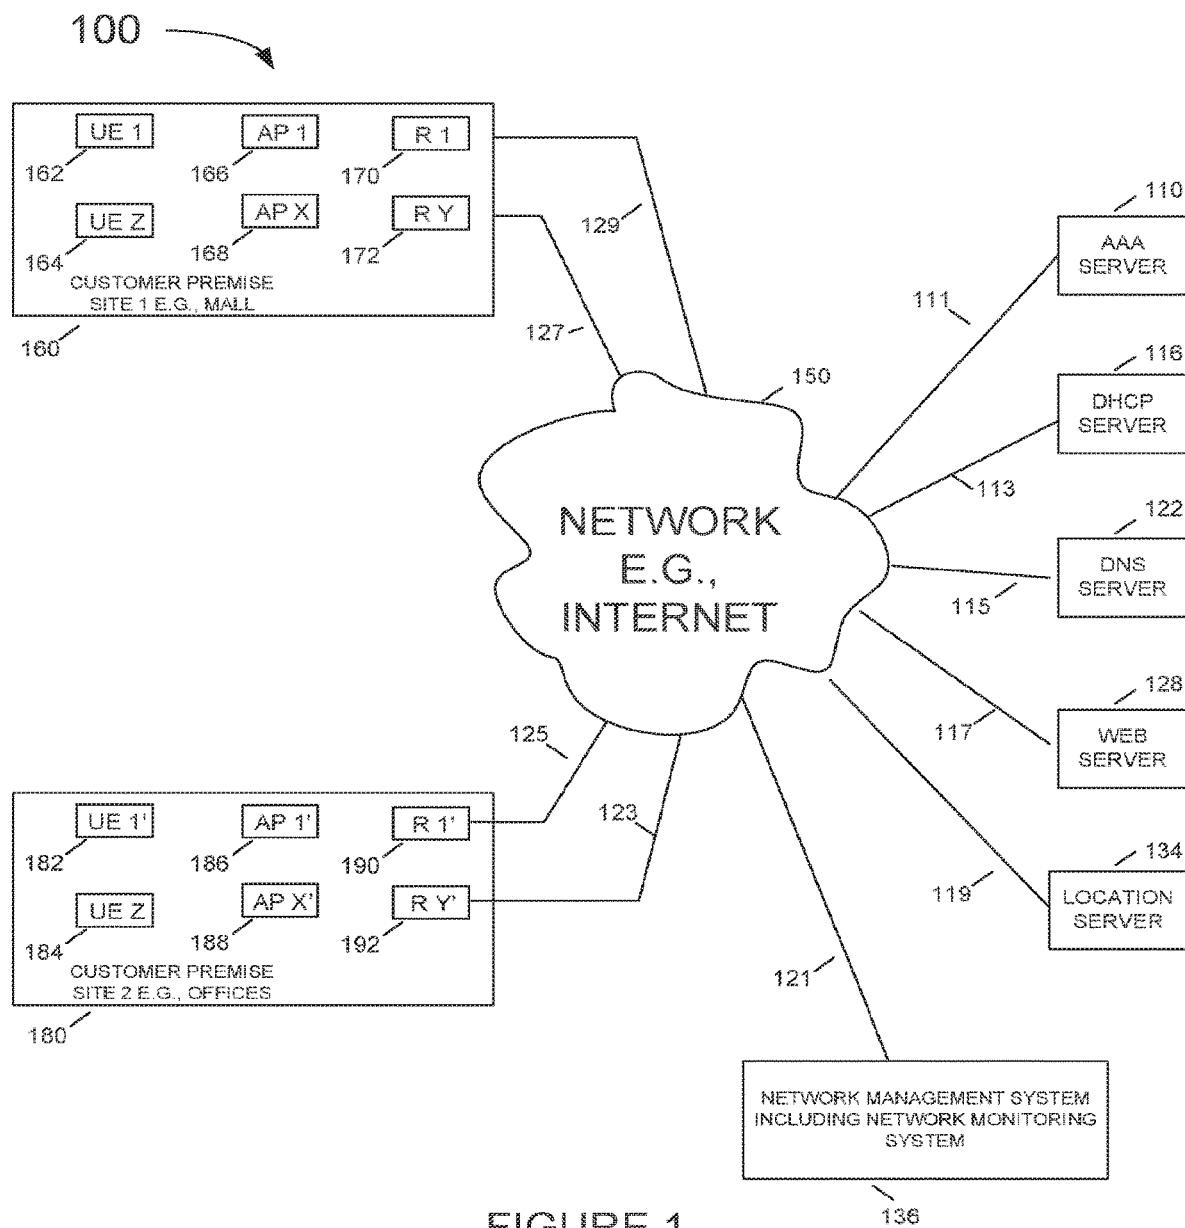 100
UE 1
AP 1
R 1
162
166
170
UE Z
AP X
R Y
164
168
172
CUSTOMER PREMISE
SITE 1 E.G., MALL
160
129
127
110
AAA
SERVER
111
116
DHCP
SERVER
113
150
NETWORK
E.G.,
INTERNET
122
DNS
SERVER
115
128
WEB
SERVER
117
134
LOCATION
SERVER
119
125
123
UE 1'
AP 1'
R 1'
182
186
190
UE Z
AP X'
R Y'
184
188
192
CUSTOMER PREMISE
SITE 2 E.G., OFFICES
180
121
NETWORK MANAGEMENT SYSTEM
INCLUDING NETWORK MONITORING
SYSTEM
136
FIGURE 1